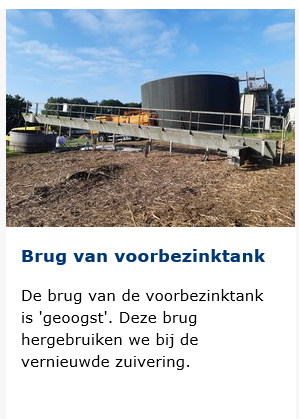 Brug van voorbezinktank
De brug van de voorbezinktank
is 'geoogst'. Deze brug
hergebruiken we bij de
vernieuwde zuivering.